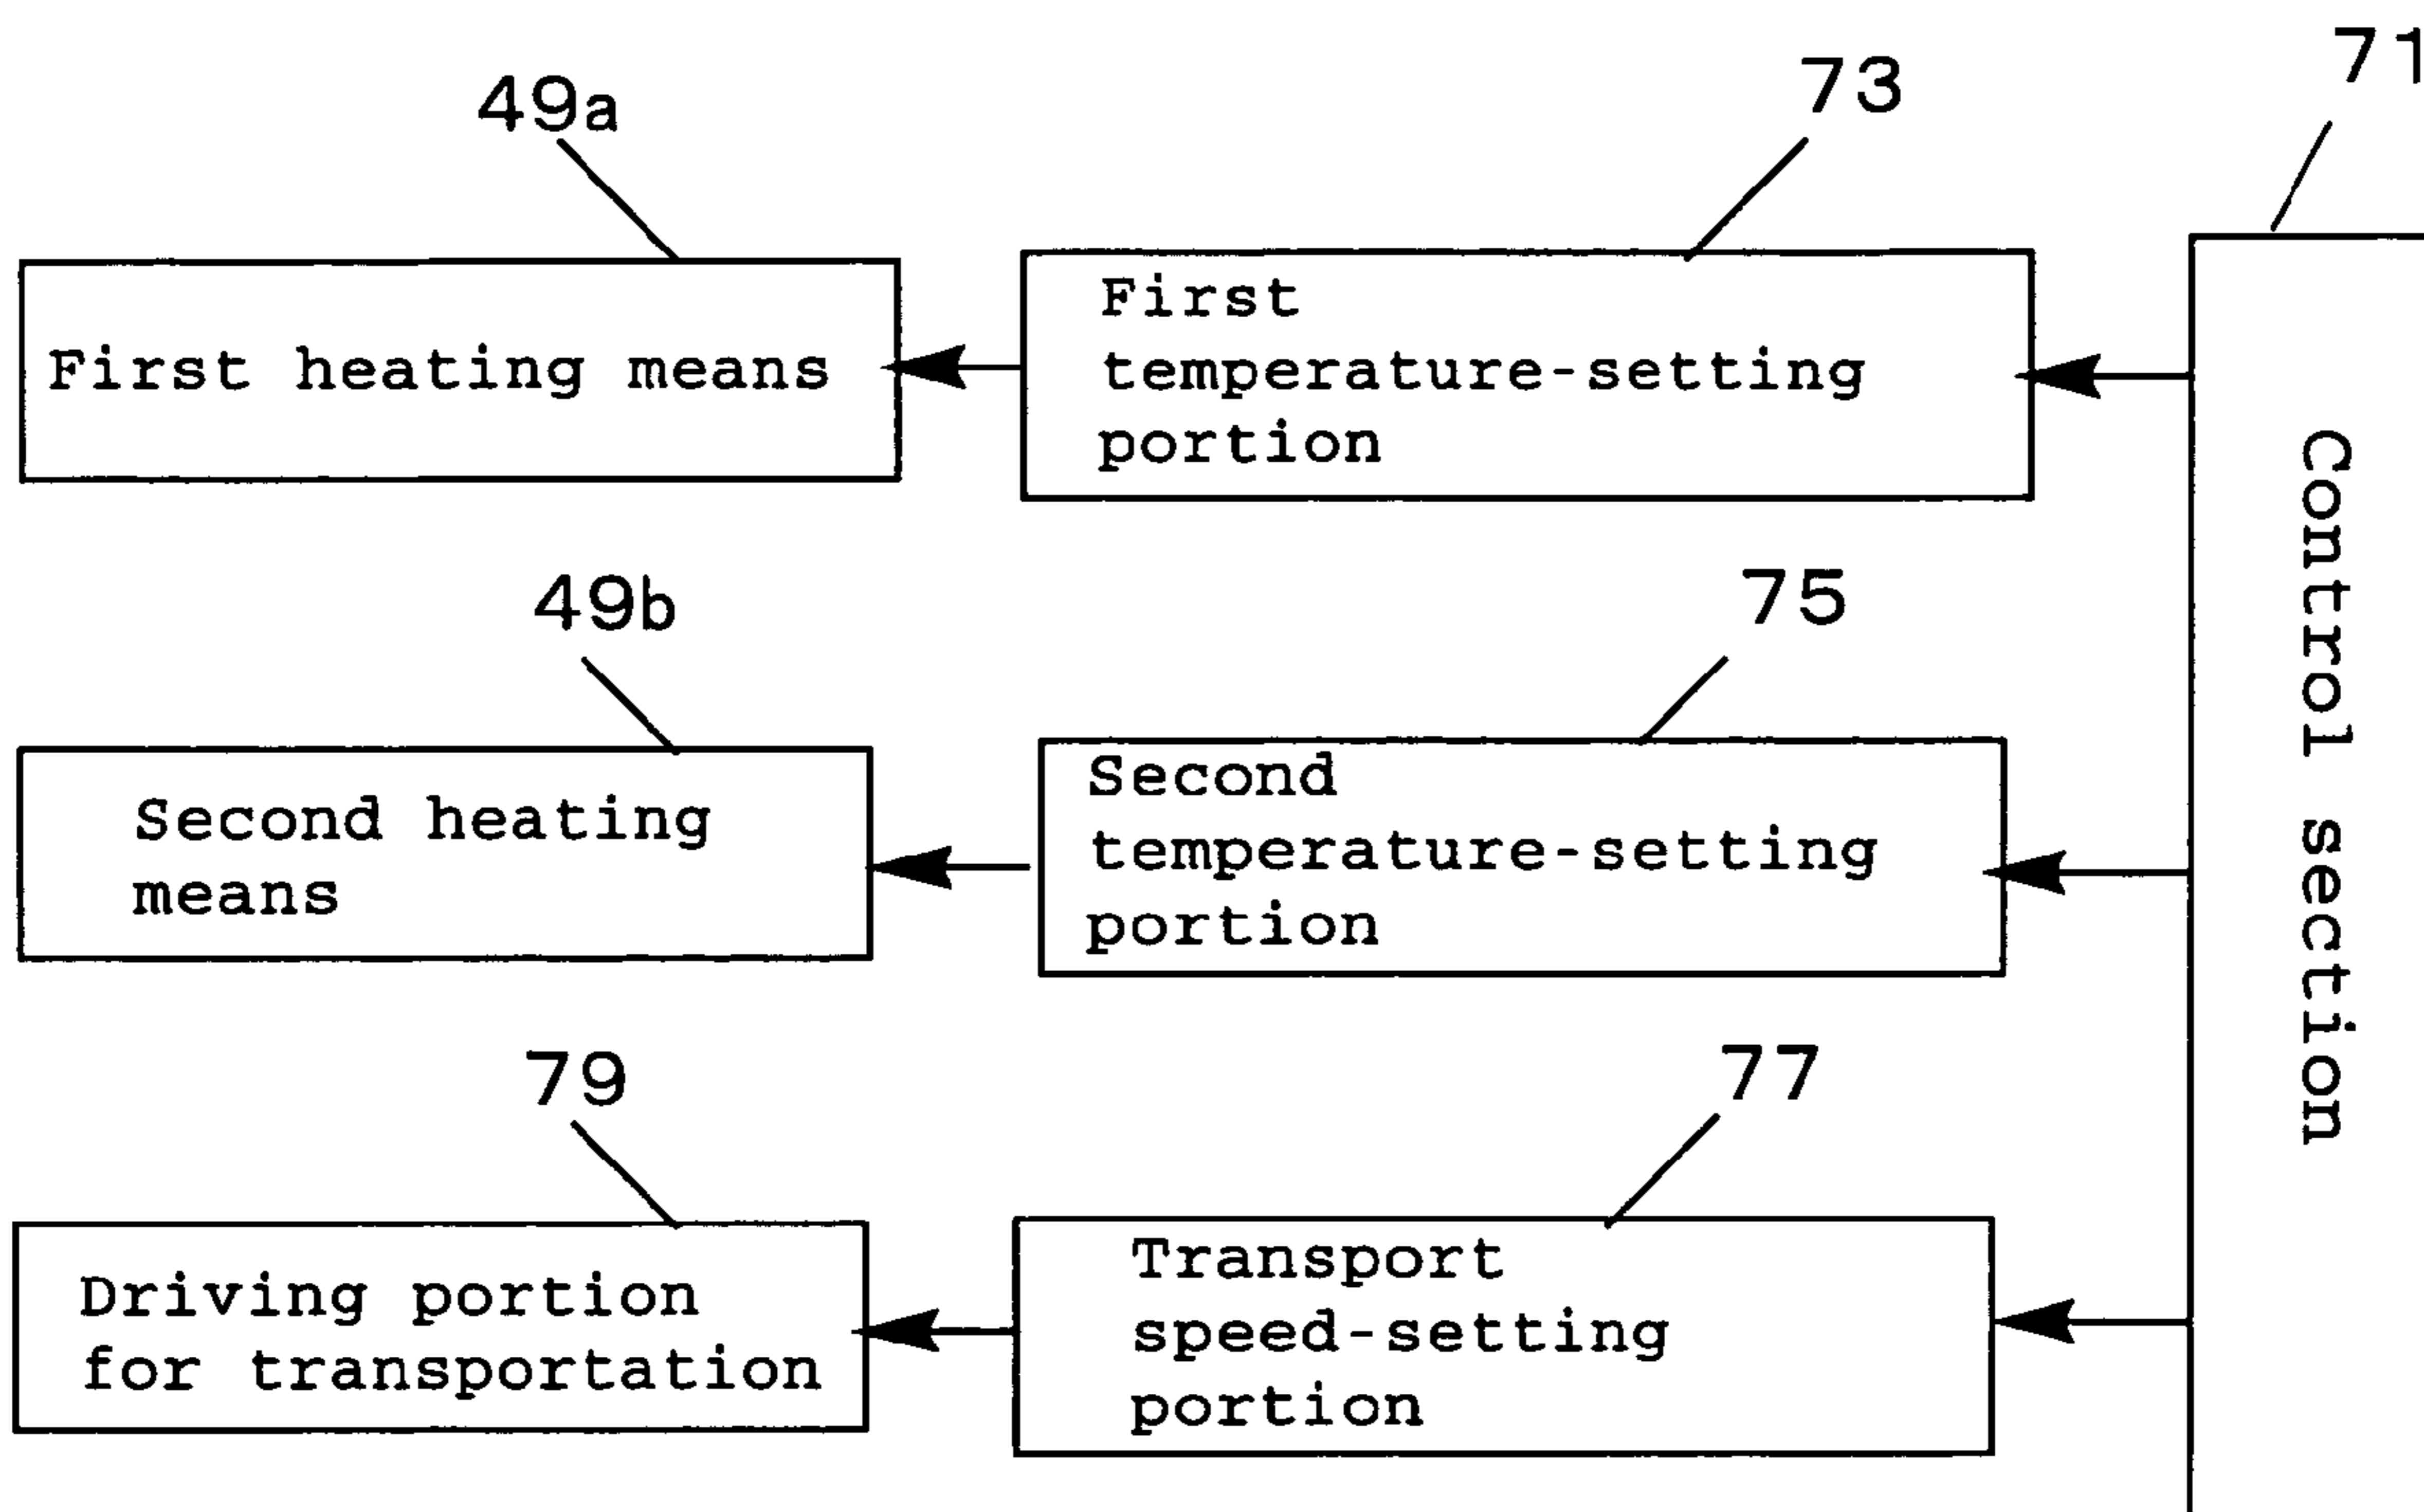 71
49a
73
First heating means
First
temperature-setting
portion
Control section
49b
75
Second heating
means
Second
temperature-setting
portion
79
77
Driving portion
for transportation
Transport
speed-setting
portion